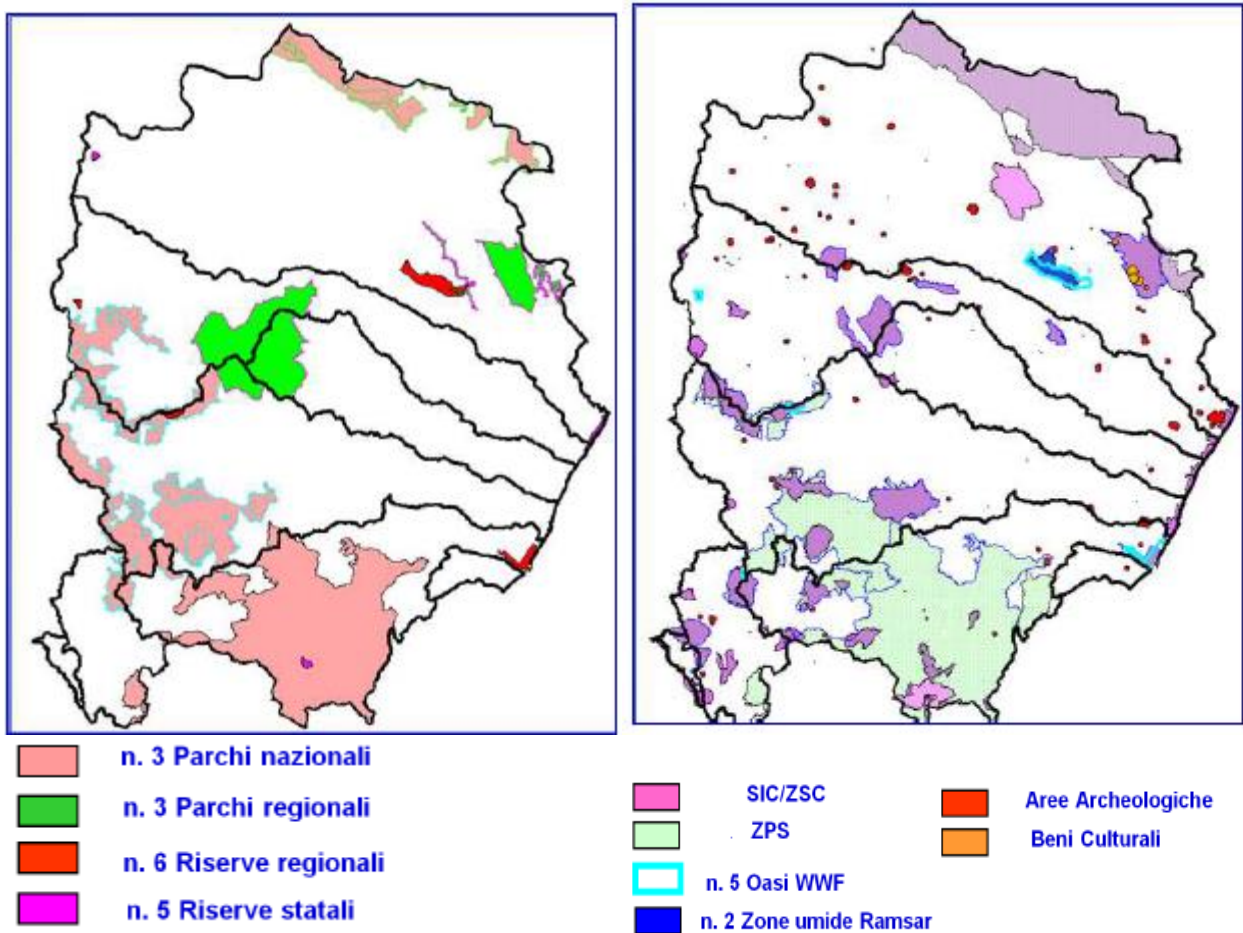 n. 3 Parchi nazionali
n. 3 Parchi regionali
n. 6 Riserve regionali
n. 5 Riserve statali
SIC/ZSC
ZPS
n. 5 Oasi WWF
n. 2 Zone umide Ramsar
Aree Archeologiche
Beni Culturali